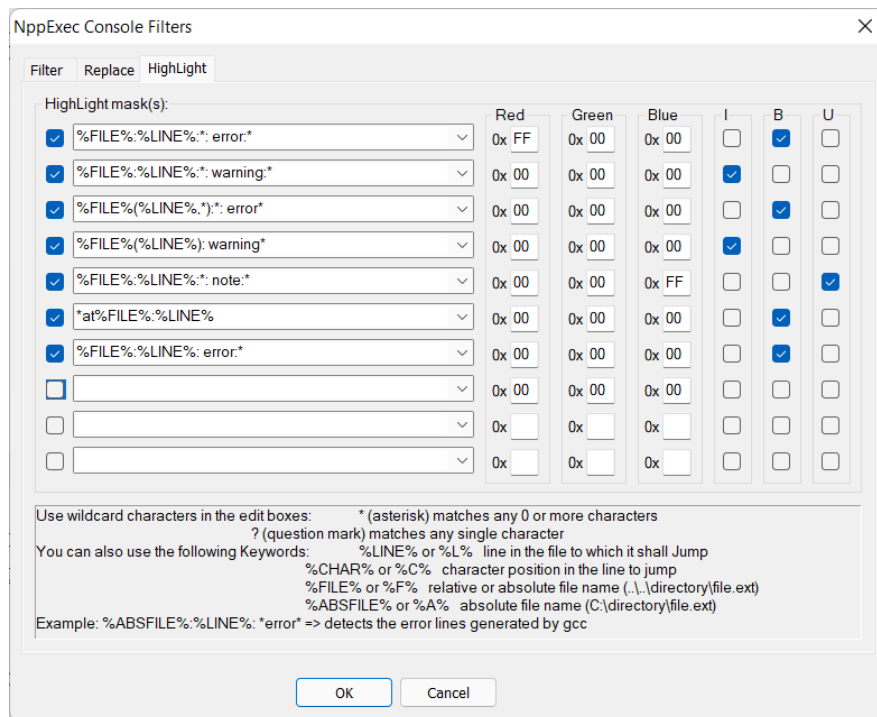 NppExec Console Filters
Filter Replace HighLight
HighLight mask(s):
Red Green Blue I B U
%FILE%:%LINE%:*: error:* 0x FF 0x 00 0x 00
%FILE%:%LINE%:*: warning:* 0x 00 0x 00 0x 00
%FILE%(%LINE%,*):*: error* 0x 00 0x 00 0x 00
%FILE%(%LINE%): warning* 0x 00 0x 00 0x 00
%FILE%:%LINE%:*: note:* 0x 00 0x 00 0x FF
*at%FILE%:%LINE% 0x 00 0x 00 0x 00
%FILE%:%LINE%: error:* 0x 00 0x 00 0x 00
0x 00 0x 00 0x 00
0x 0x 0x
0x 0x 0x
Use wildcard characters in the edit boxes: * (asterisk) matches any 0 or more characters
? (question mark) matches any single character
You can also use the following Keywords: %LINE% or %L% line in the file to which it shall Jump
%CHAR% or %C% character position in the line to jump
%FILE% or %F% relative or absolute file name (..\..\directory\file.ext)
%ABSFILE% or %A% absolute file name (C:\directory\file.ext)
Example: %ABSFILE%:%LINE%: *error* => detects the error lines generated by gcc
OK Cancel